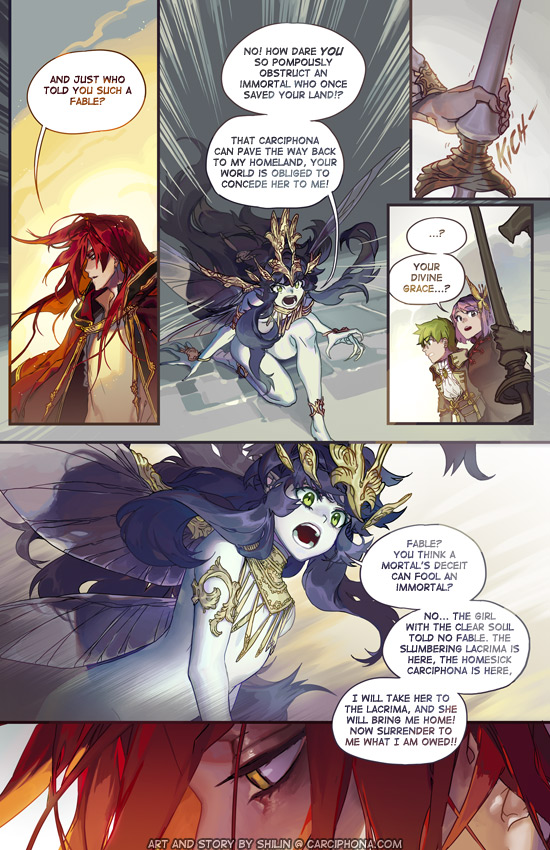 AND JUST WHO
TOLD YOU SUCH A
FABLE?
NO! HOW DARE YOU
SO POMPOUSLY
OBSTRUCT AN
IMMORTAL WHO ONCE
SAVED YOUR LAND!?
THAT CARCIPHONA
CAN PAVE THE WAY BACK
TO MY HOMELAND, YOUR
WORLD IS OBLIGED TO
CONCEDE HER TO ME!
KICH-
...?
YOUR
DIVINE
GRACE...?
FABLE?
YOU THINK A
MORTAL'S DECEIT
CAN FOOL AN
IMMORTAL?
NO... THE GIRL
WITH THE CLEAR SOUL
TOLD NO FABLE. THE
SLUMBERING LACRIMA IS
HERE, THE HOMESICK
CARCIPHONA IS HERE,
I WILL TAKE HER TO
THE LACRIMA, AND SHE
WILL BRING ME HOME!
NOW SURRENDER TO
ME WHAT I AM OWED!!
ART AND STORY BY SHILIN @ CARCIPHONA.COM